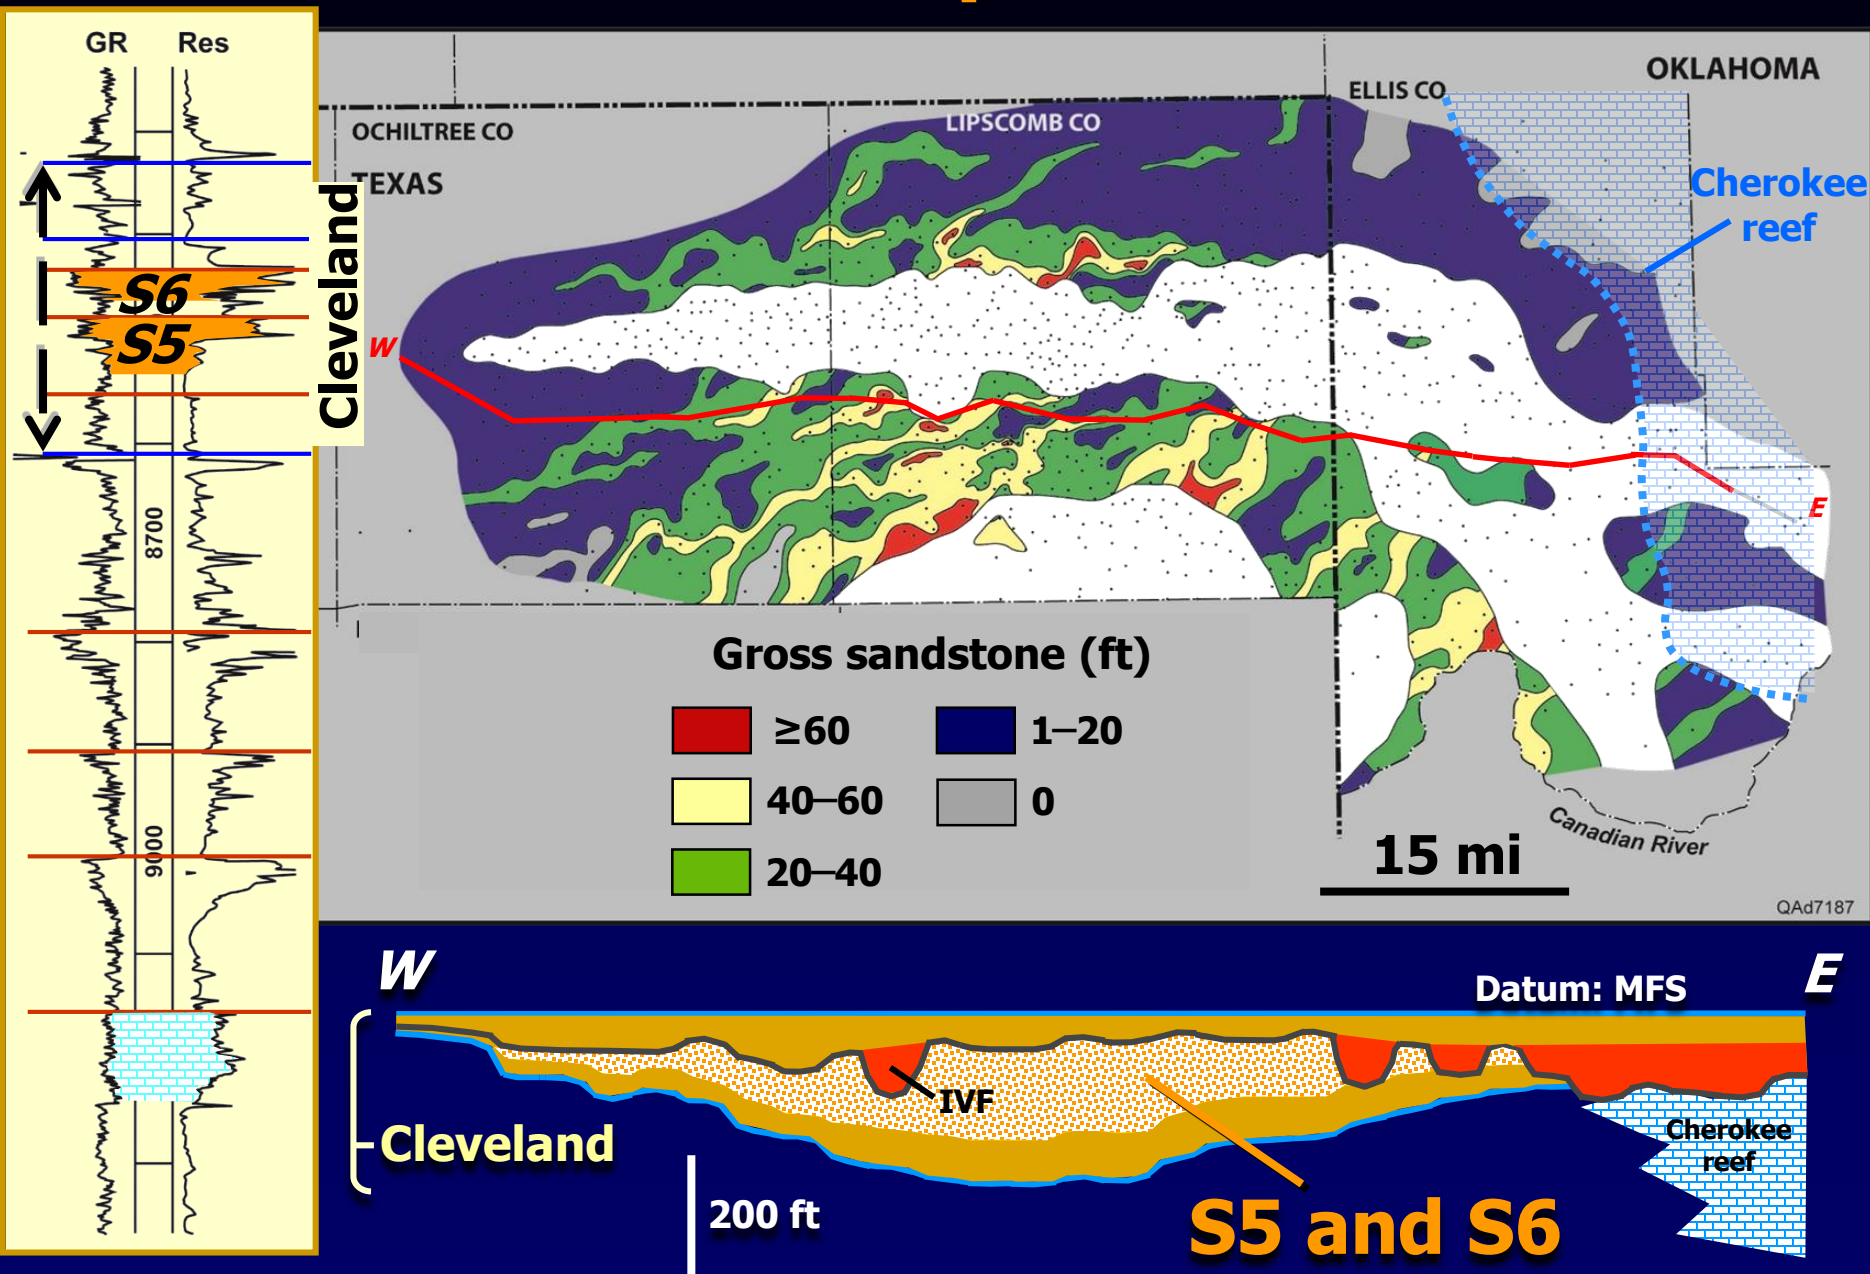 GR Res
S6
S5
Cleveland
8700
9000
OKLAHOMA
ELLIS CO
OCHILTREE CO
LIPSCOMB CO
TEXAS
Cherokee
reef
W
E
Gross sandstone (ft)
≥60
1–20
40–60
0
20–40
15 mi
Canadian River
QAd7187
W
E
Datum: MFS
IVF
Cleveland
Cherokee
reef
200 ft
S5 and S6